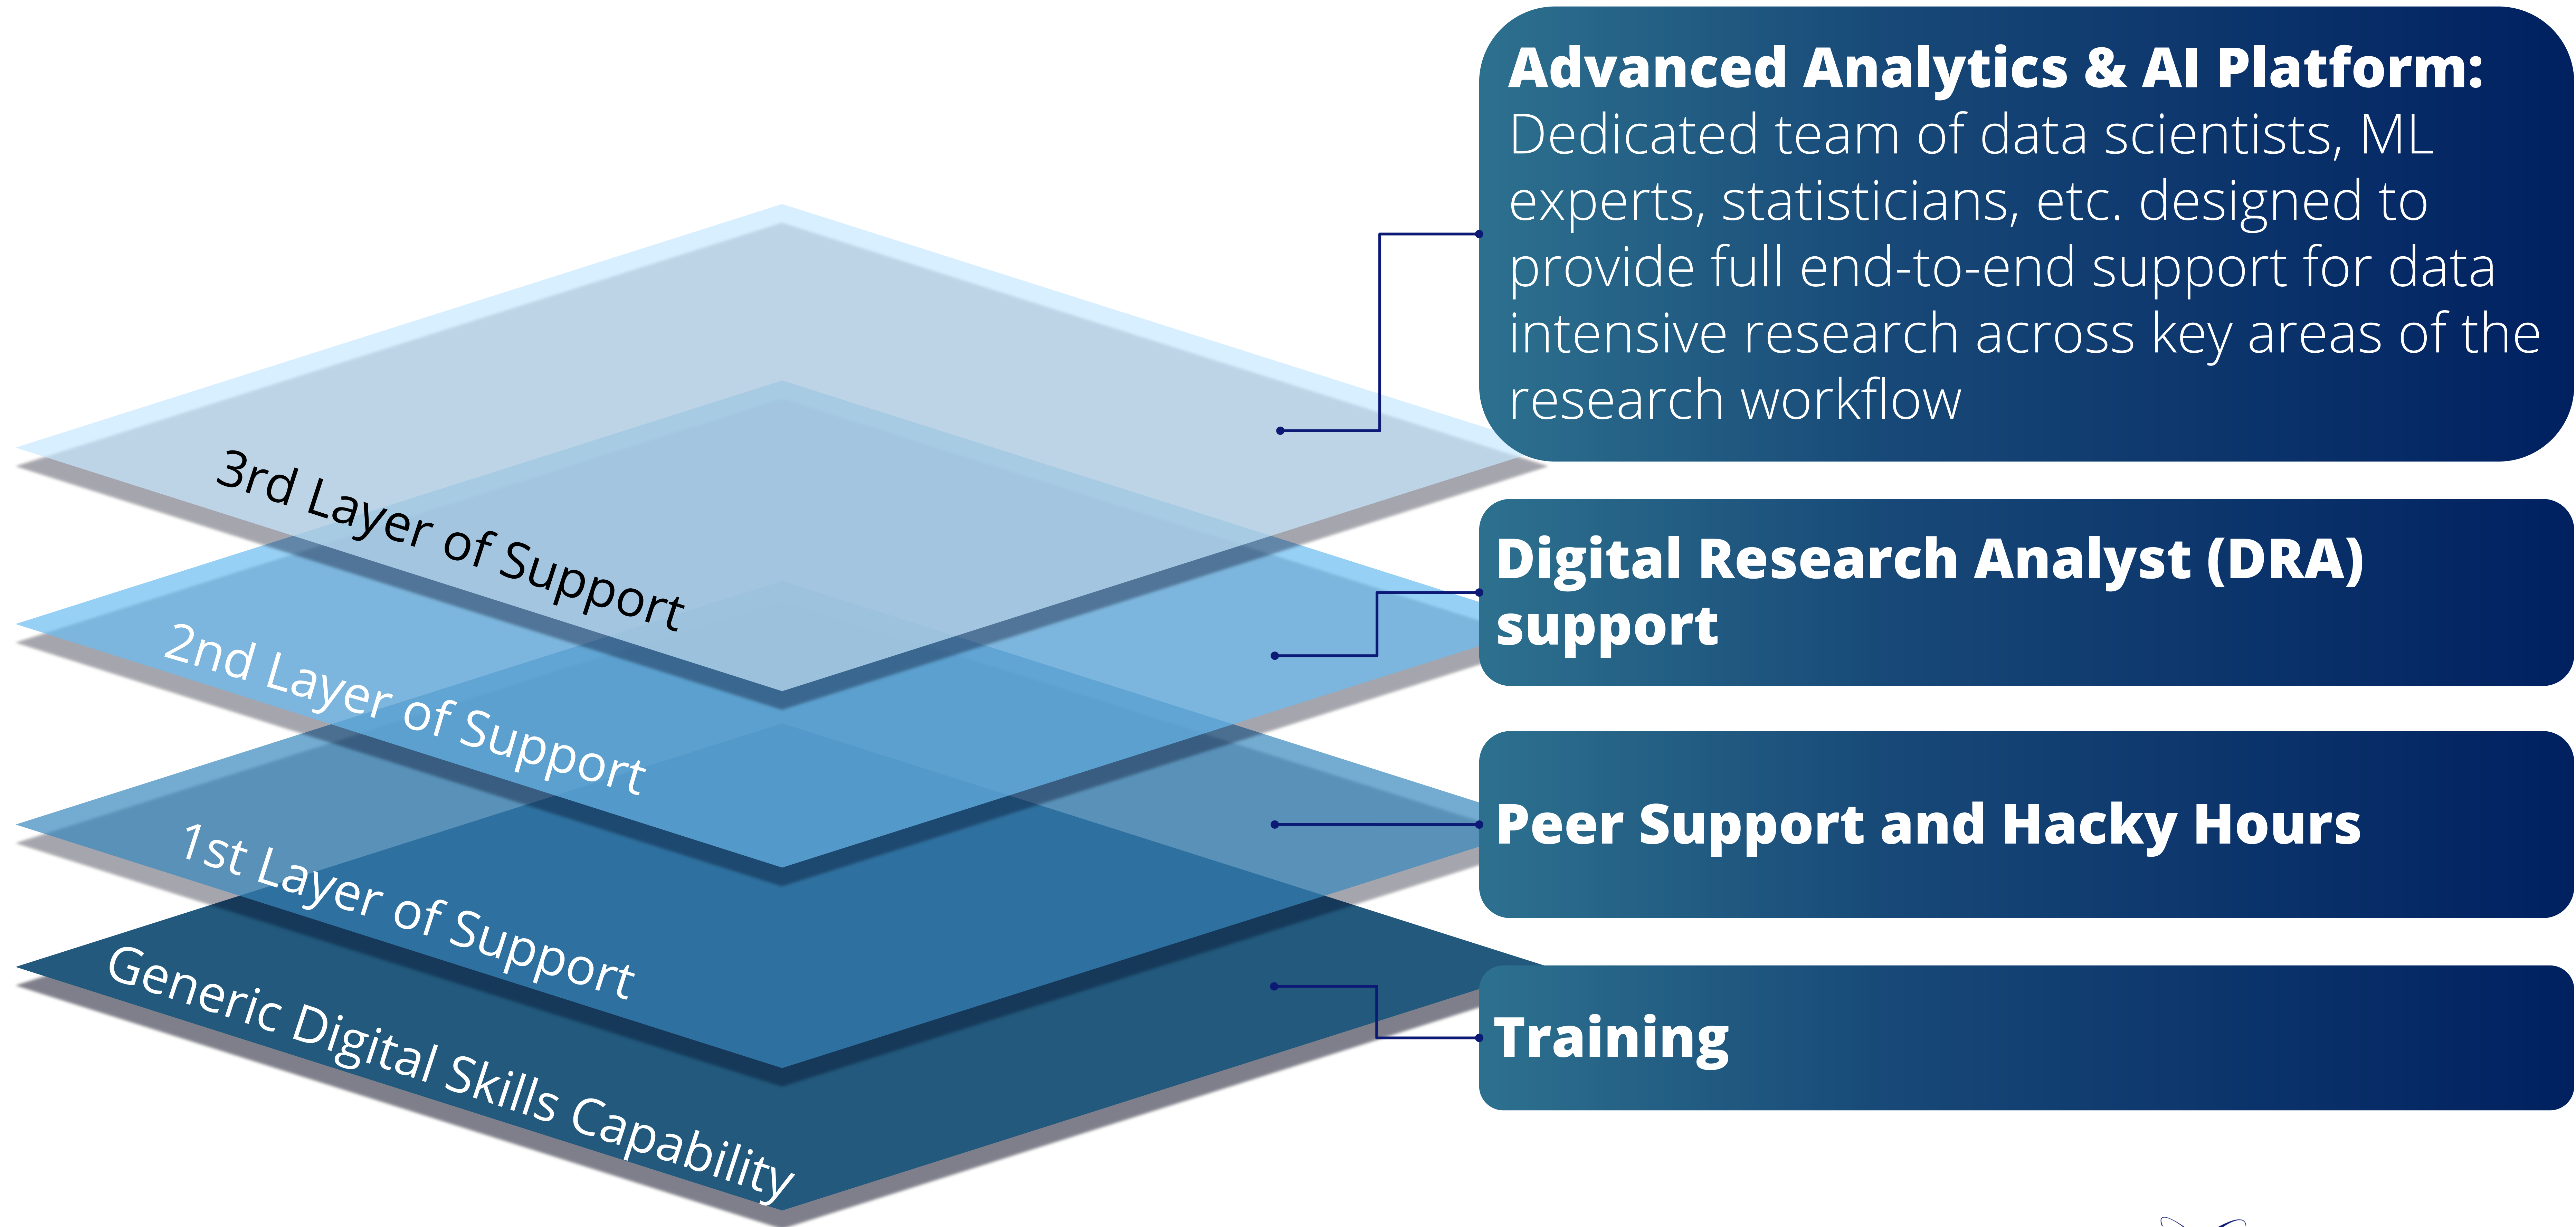 Advanced Analytics & AI Platform:
Dedicated team of data scientists, ML
experts, statisticians, etc. designed to
provide full end-to-end support for data
intensive research across key areas of the
research workflow
3rd Layer of Support
Digital Research Analyst (DRA)
support
2nd Layer of Support
Peer Support and Hacky Hours
1st Layer of Support
Training
Generic Digital Skills Capability